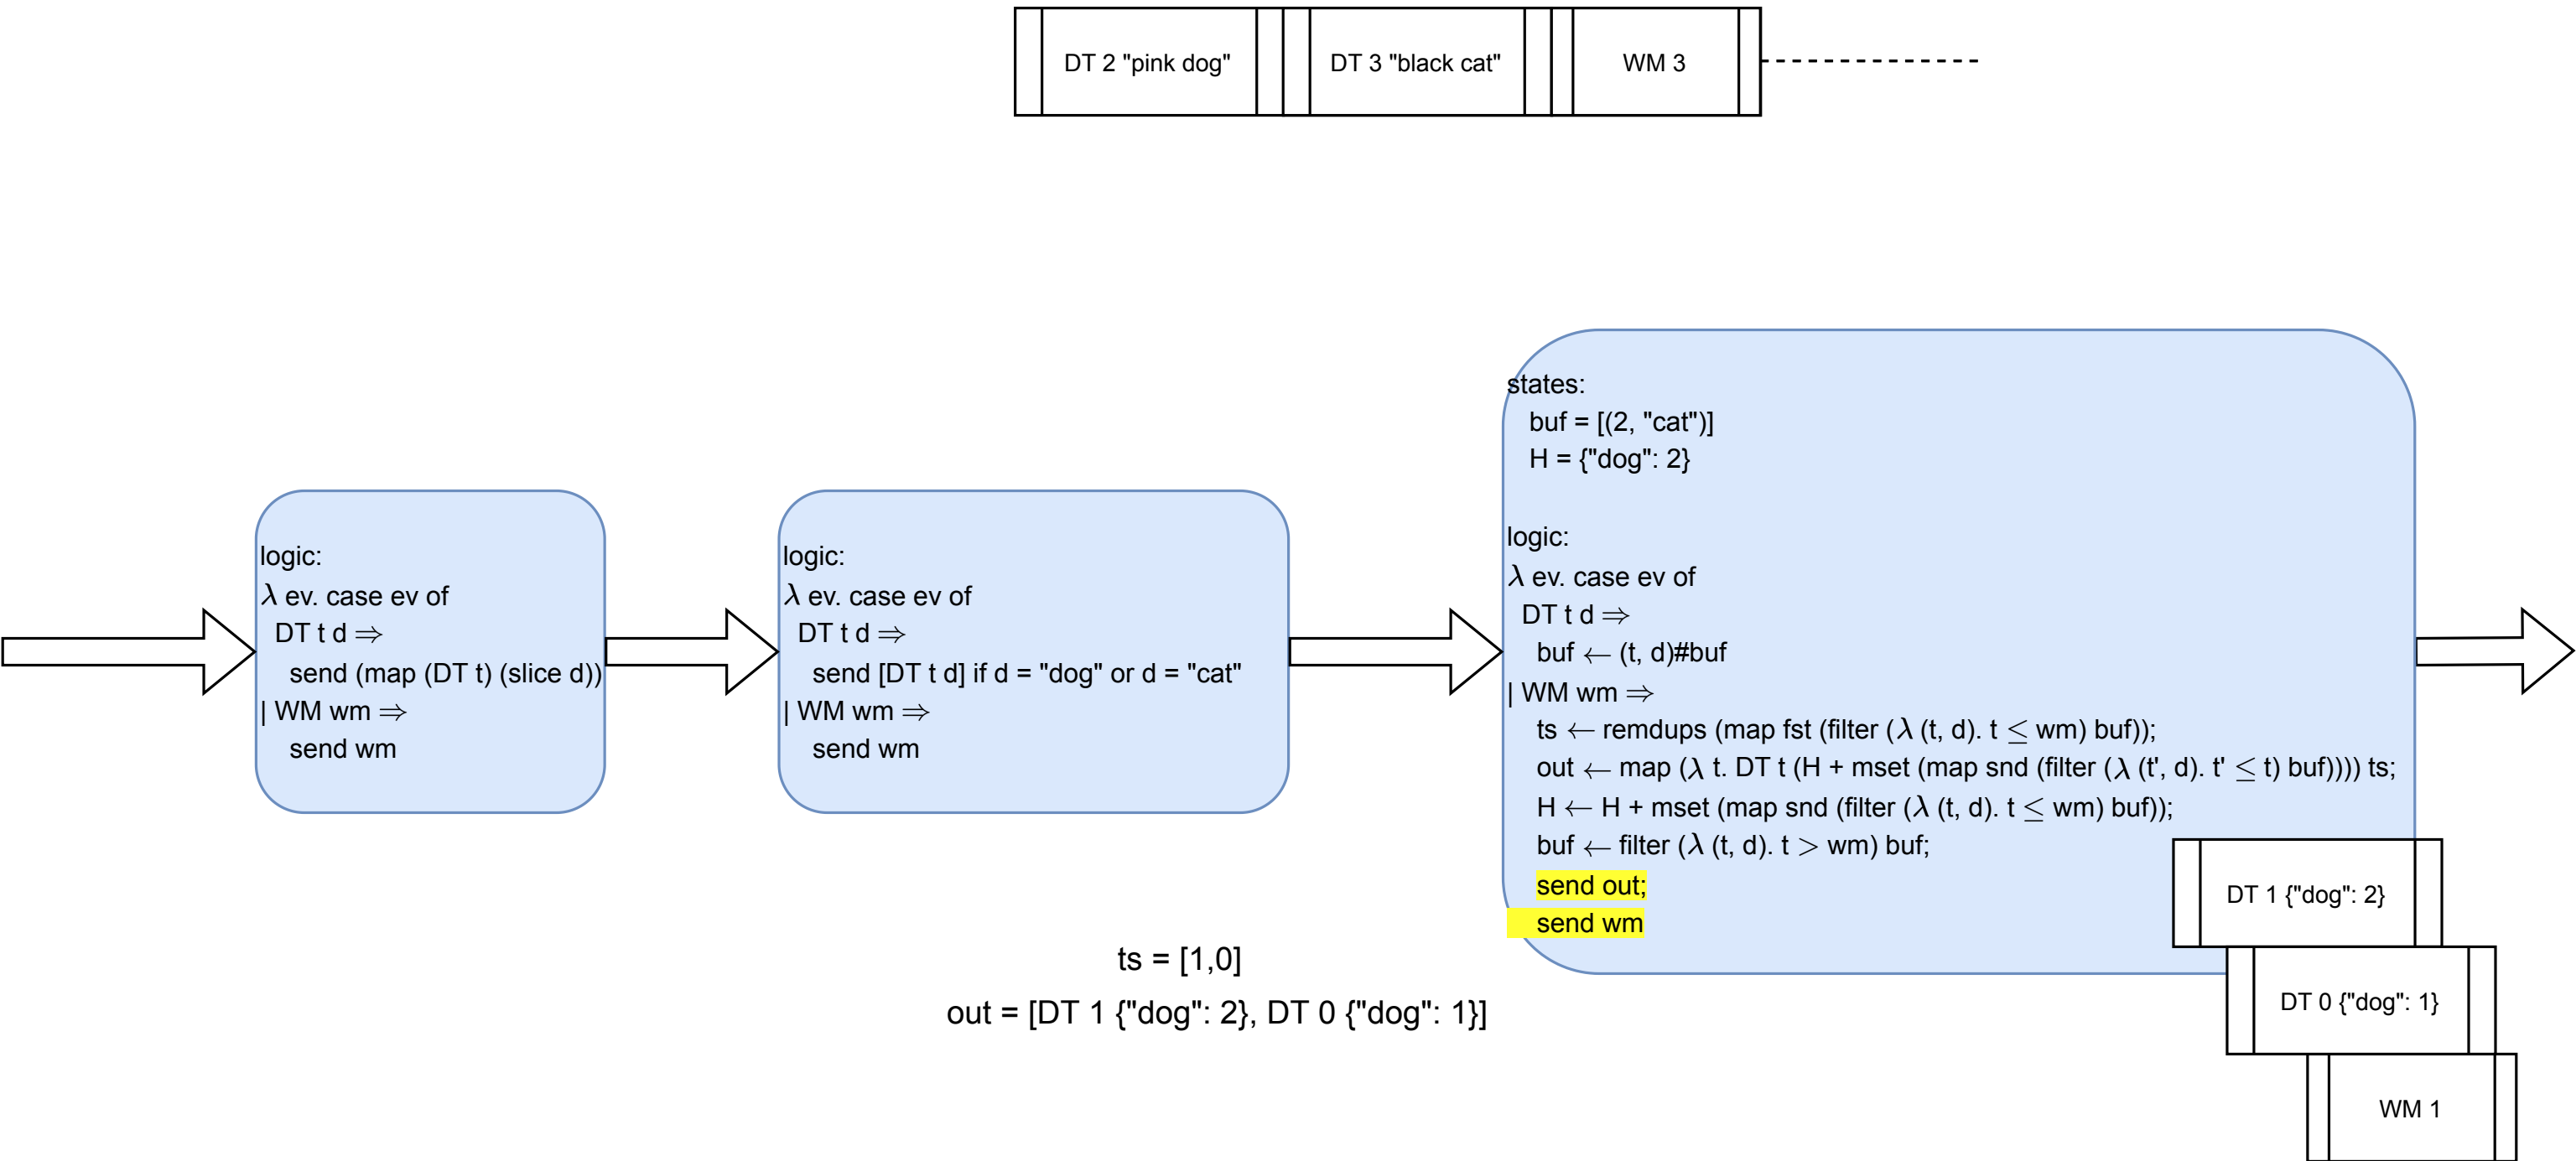 DT 2 "pink dog"
DT 3 "black cat"
WM 3
logic:
λ ev. case ev of
DT t d ⇒
send (map (DT t) (slice d))
| WM wm ⇒
send wm
logic:
λ ev. case ev of
DT t d ⇒
send [DT t d] if d = "dog" or d = "cat"
| WM wm ⇒
send wm
states:
buf = [(2, "cat")]
H = {"dog": 2}
logic:
λ ev. case ev of
DT t d ⇒
buf ← (t, d)#buf
| WM wm ⇒
ts ← remdups (map fst (filter (λ (t, d). t ≤ wm) buf));
out ← map (λ t. DT t (H + mset (map snd (filter (λ (t', d). t' ≤ t) buf)))) ts;
H ← H + mset (map snd (filter (λ (t, d). t ≤ wm) buf));
buf ← filter (λ (t, d). t > wm) buf;
send out;
send wm
DT 1 {"dog": 2}
DT 0 {"dog": 1}
WM 1
ts = [1,0]
out = [DT 1 {"dog": 2}, DT 0 {"dog": 1}]